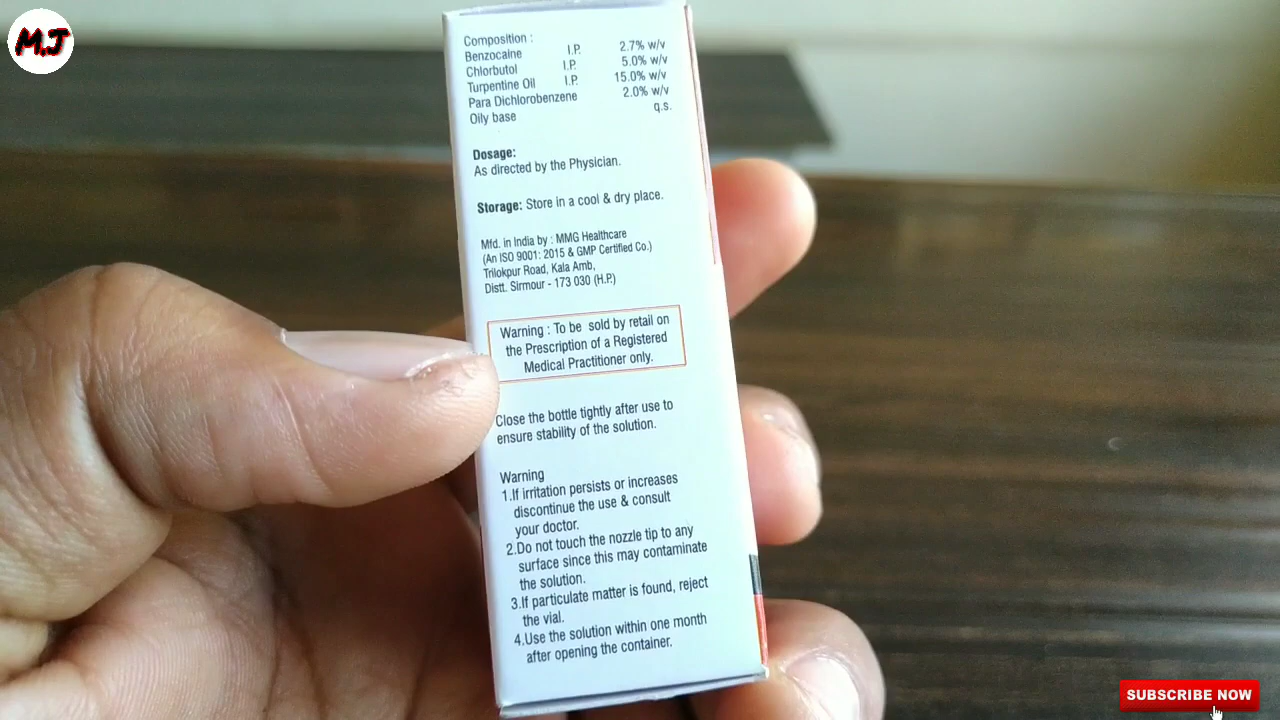 M.J
Composition :
Benzocaine I.P. 2.7% w/v
Chlorbutol I.P. 5.0% w/v
Turpentine Oil I.P. 15.0% w/v
Para Dichlorobenzene 2.0% w/v
Oily base q.s.
Dosage:
As directed by the Physician.
Storage: Store in a cool & dry place.
Mfd. in India by : MMG Healthcare
(An ISO 9001: 2015 & GMP Certified Co.)
Trilokpur Road, Kala Amb,
Distt. Sirmour - 173 030 (H.P.)
Warning : To be sold by retail on
the Prescription of a Registered
Medical Practitioner only.
Close the bottle tightly after use to
ensure stability of the solution.
Warning
1.If irritation persists or increases
discontinue the use & consult
your doctor.
2.Do not touch the nozzle tip to any
surface since this may contaminate
the solution.
3.If particulate matter is found, reject
the vial.
4.Use the solution within one month
after opening the container.
SUBSCRIBE NOW